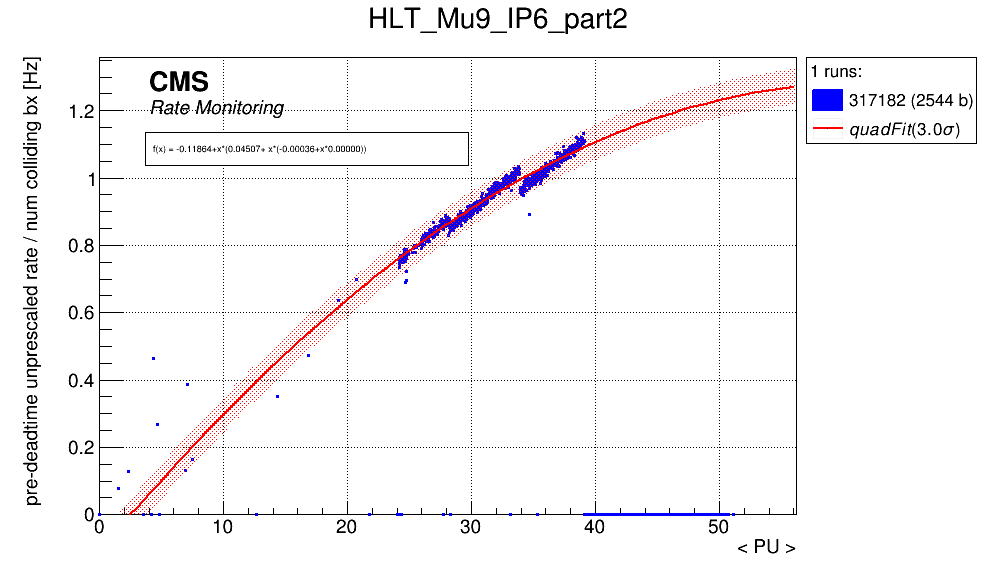 HLT_Mu9_IP6_part2
pre-deadtime unprescaled rate / num colliding bx [Hz]
CMS
Rate Monitoring
f(x) = -0.11864+x*(0.04507+ x*(-0.00036+x*0.00000))
1.2
1
0.8
0.6
0.4
0.2
0
0 10 20 30 40 50
< PU >
1 runs:
317182 (2544 b)
quadFit(3.0σ)